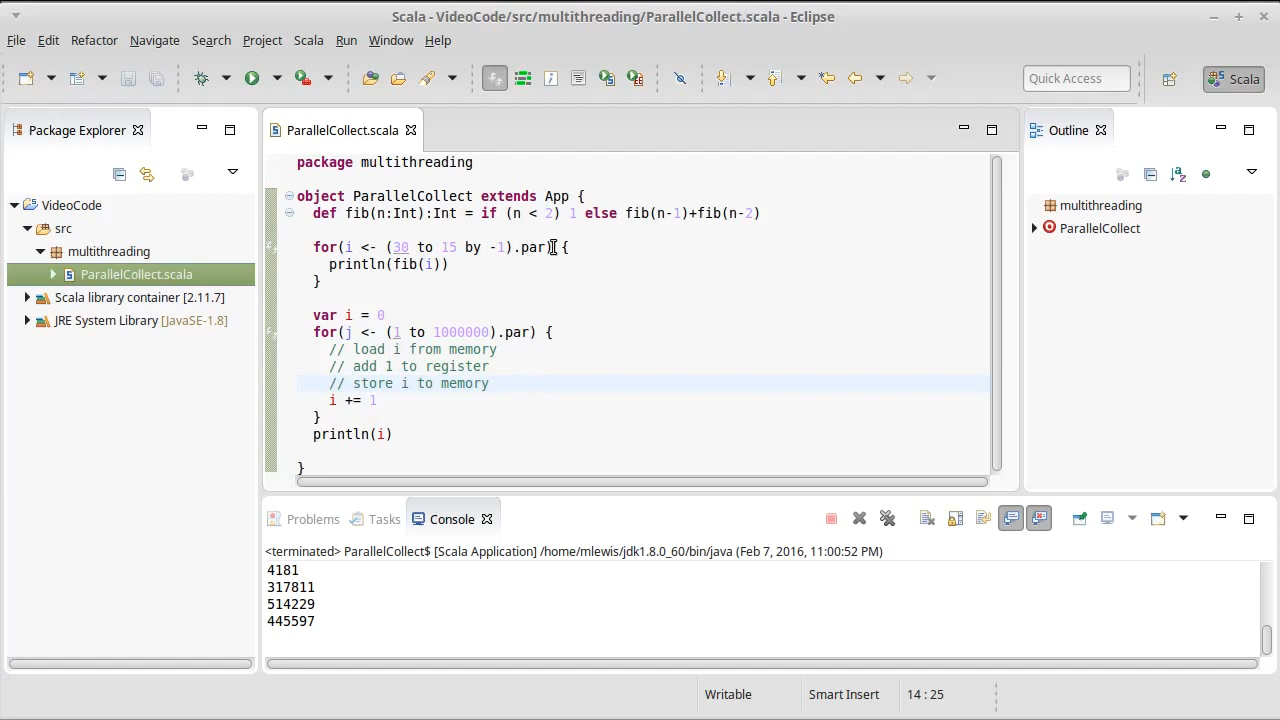 Scala - VideoCode/src/multithreading/ParallelCollect.scala - Eclipse
File Edit Refactor Navigate Search Project Scala Run Window Help
Quick Access
Scala
Package Explorer
VideoCode
src
multithreading
ParallelCollect.scala
Scala library container [2.11.7]
JRE System Library [JavaSE-1.8]
ParallelCollect.scala
package multithreading
object ParallelCollect extends App {
def fib(n:Int):Int = if (n < 2) 1 else fib(n-1)+fib(n-2)
for(i <- (30 to 15 by -1).par) {
println(fib(i))
}
var i = 0
for(j <- (1 to 1000000).par) {
// load i from memory
// add 1 to register
// store i to memory
i += 1
}
println(i)
}
Outline
multithreading
ParallelCollect
Problems Tasks Console
<terminated> ParallelCollect$ [Scala Application] /home/mlewis/jdk1.8.0_60/bin/java (Feb 7, 2016, 11:00:52 PM)
4181
317811
514229
445597
Writable Smart Insert 14 : 25